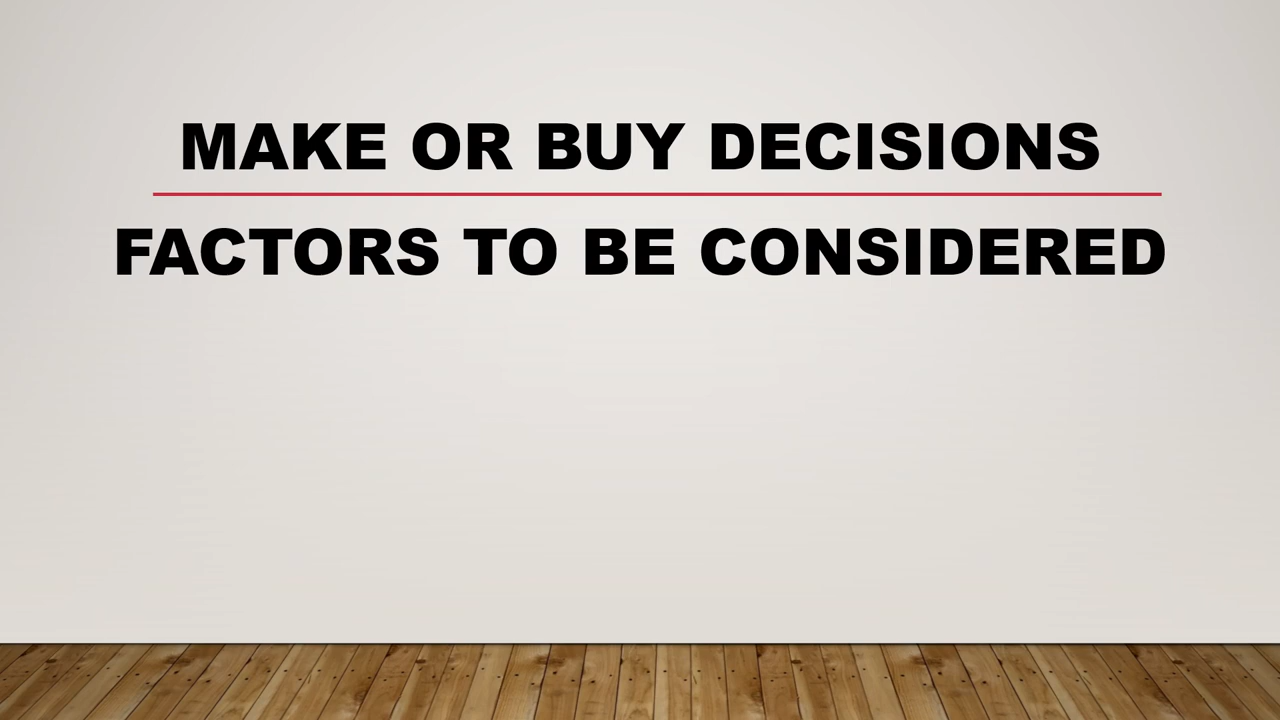 MAKE OR BUY DECISIONS
FACTORS TO BE CONSIDERED